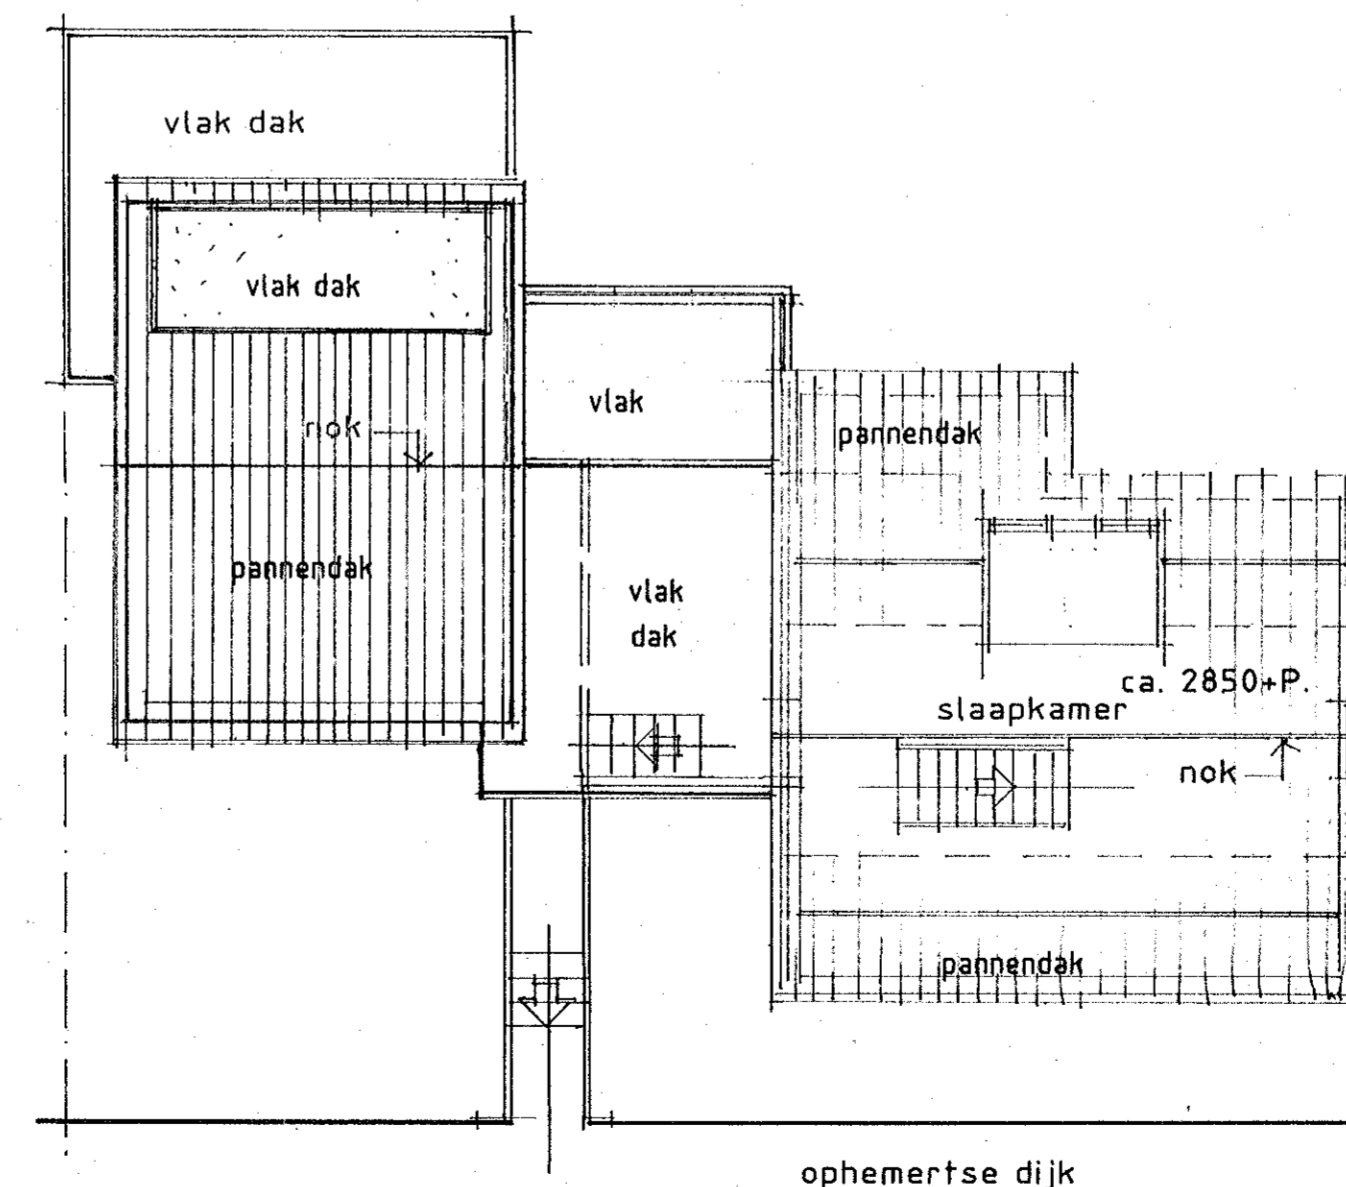 vlak dak
vlak dak
vlak
nok
pannendak
pannendak
vlak
dak
ca. 2850+P.
slaapkamer
nok
pannendak
ophemertse dijk